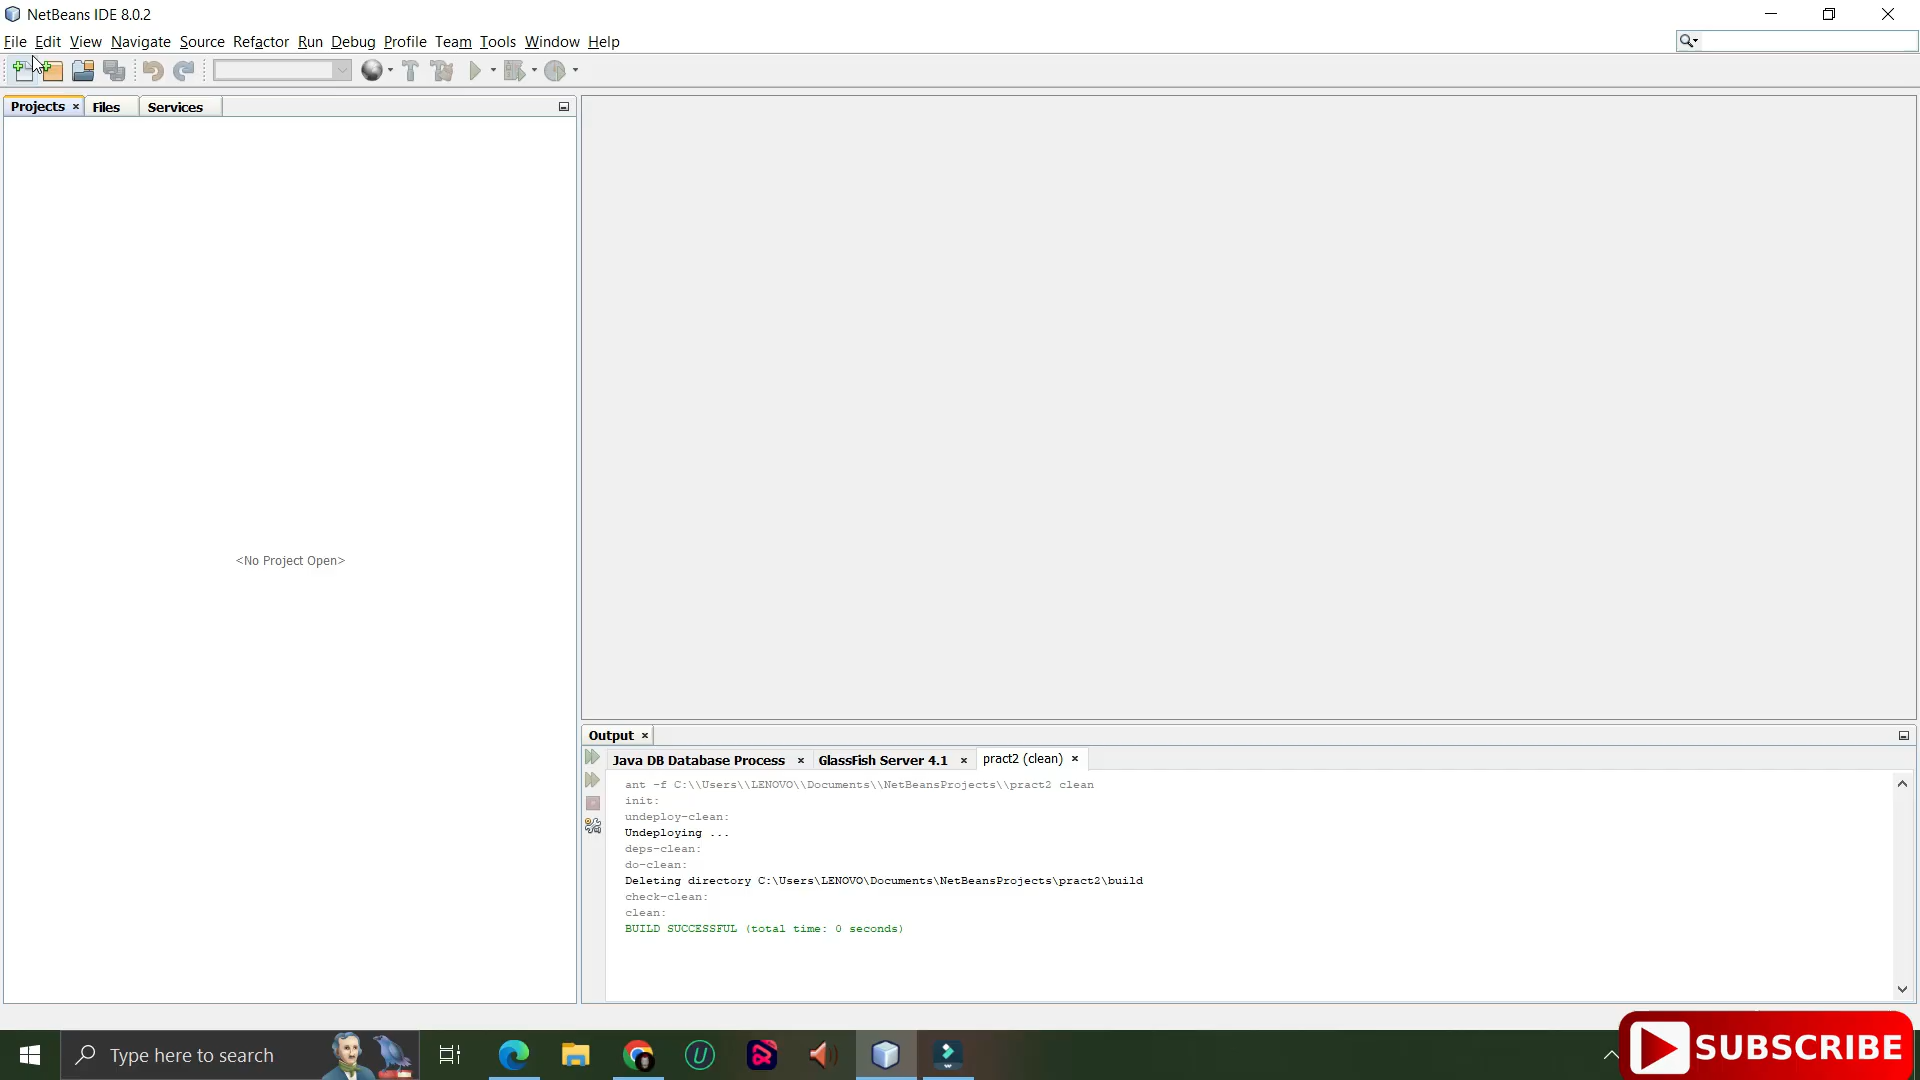 NetBeans IDE 8.0.2
File Edit View Navigate Source Refactor Run Debug Profile Team Tools Window Help
Projects Files Services
<No Project Open>
Output
Java DB Database Process GlassFish Server 4.1 pract2 (clean)
ant -f C:\\Users\\LENOVO\\Documents\\NetBeansProjects\\pract2 clean
init:
undeploy-clean:
Undeploying ...
deps-clean:
do-clean:
Deleting directory C:\Users\LENOVO\Documents\NetBeansProjects\pract2\build
check-clean:
clean:
BUILD SUCCESSFUL (total time: 0 seconds)
Type here to search
SUBSCRIBE